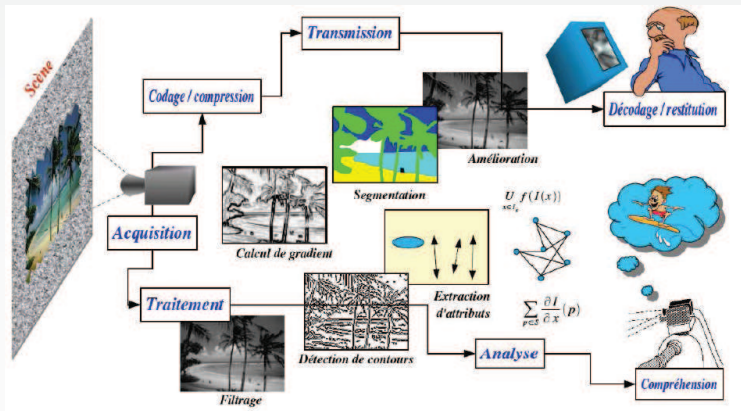 Scène
Transmission
Codage / compression
Décodage / restitution
Amélioration
Segmentation
Acquisition
Calcul de gradient
U f(I(x))
x∈I₀
Extraction
d'attributs
∑ ∂I/∂x (p)
p∈S
Traitement
Détection de contours
Analyse
Filtrage
Compréhension